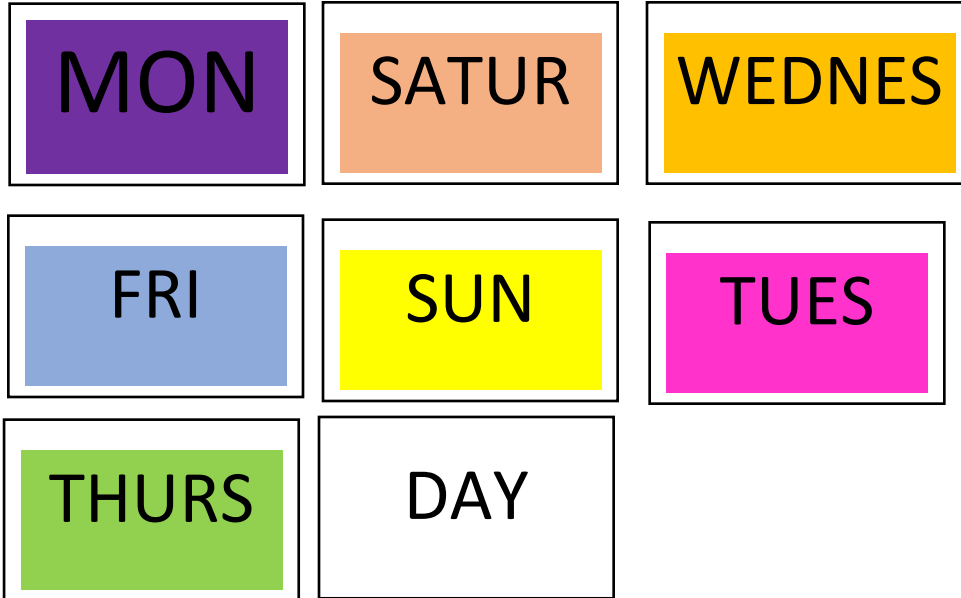 MON
SATUR
WEDNES
FRI
SUN
TUES
THURS
DAY